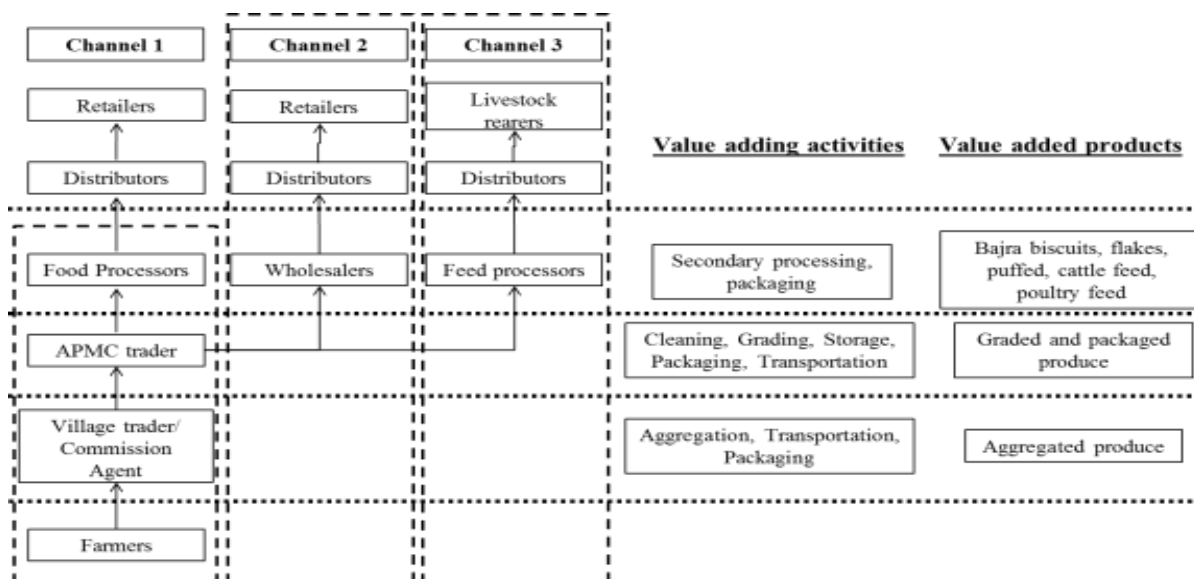 Channel 1
Channel 2
Channel 3
Retailers
Retailers
Livestock
rearers
Value adding activities
Value added products
Distributors
Distributors
Distributors
Food Processors
Wholesalers
Feed processors
Secondary processing,
packaging
Bajra biscuits, flakes,
puffed, cattle feed,
poultry feed
APMC trader
Cleaning, Grading, Storage,
Packaging, Transportation
Graded and packaged
produce
Village trader/
Commission
Agent
Aggregation, Transportation,
Packaging
Aggregated produce
Farmers